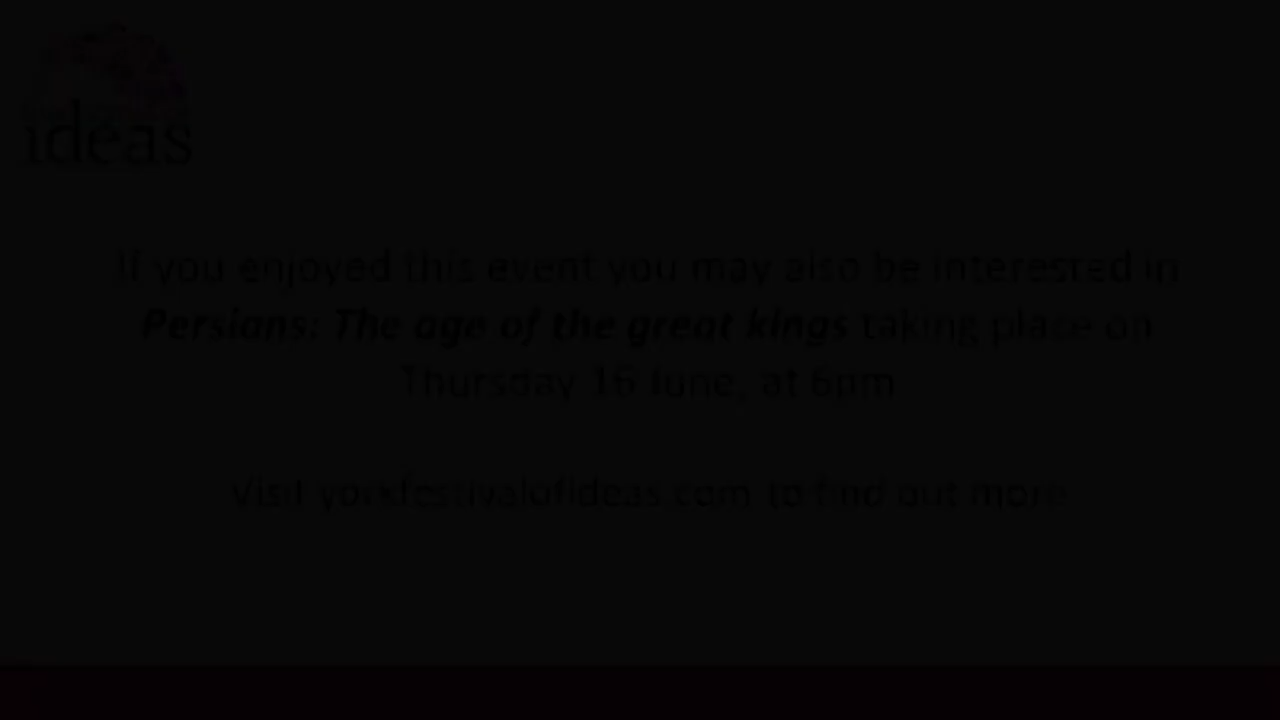 ideas
If you enjoyed this event you may also be interested in
Persians: The age of the great kings taking place on
Thursday 16 June, at 6pm
Visit yorkfestivalofideas.com to find out more